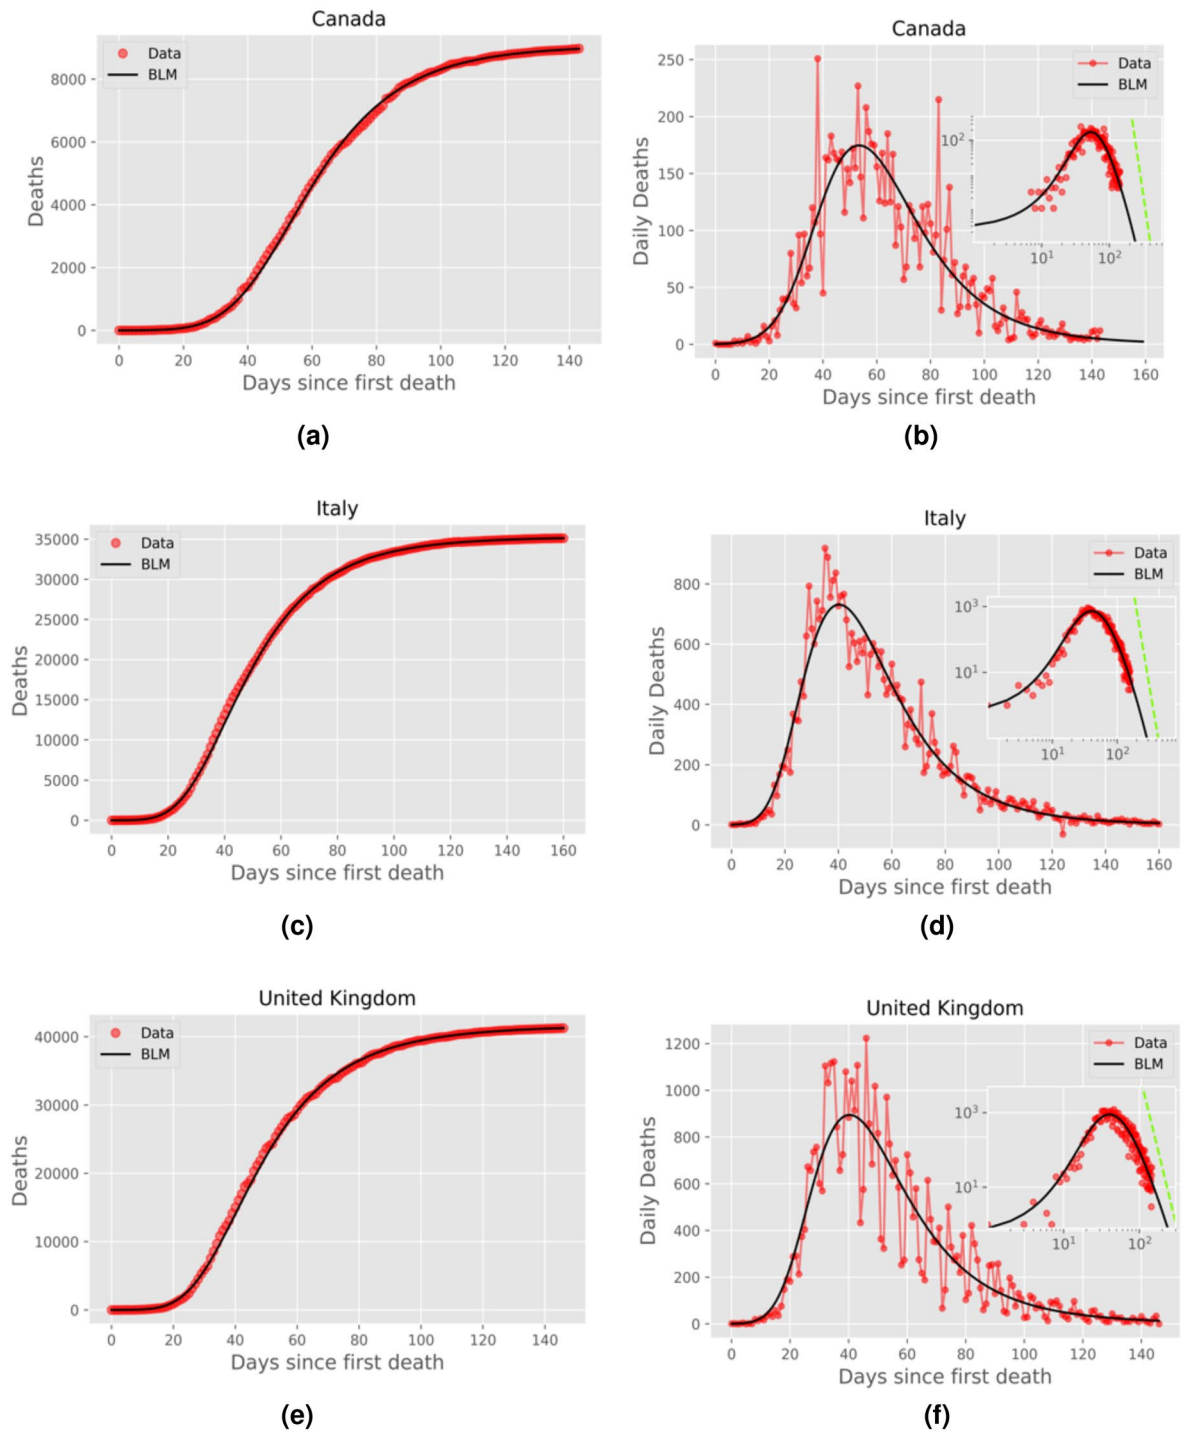 Canada
Data
BLM
Deaths
8000
6000
4000
2000
0
0 20 40 60 80 100 120 140
Days since first death
(a)
Canada
Data
BLM
Daily Deaths
250
200
150
100
50
0
10²
10¹ 10²
0 20 40 60 80 100 120 140 160
Days since first death
(b)
Italy
Data
BLM
Deaths
35000
30000
25000
20000
15000
10000
5000
0
0 20 40 60 80 100 120 140 160
Days since first death
(c)
Italy
Data
BLM
Daily Deaths
800
600
400
200
0
10³
10¹
10¹ 10²
0 20 40 60 80 100 120 140 160
Days since first death
(d)
United Kingdom
Data
BLM
Deaths
40000
30000
20000
10000
0
0 20 40 60 80 100 120 140
Days since first death
(e)
United Kingdom
Data
BLM
Daily Deaths
1200
1000
800
600
400
200
0
10³
10¹
10¹ 10²
0 20 40 60 80 100 120 140
Days since first death
(f)